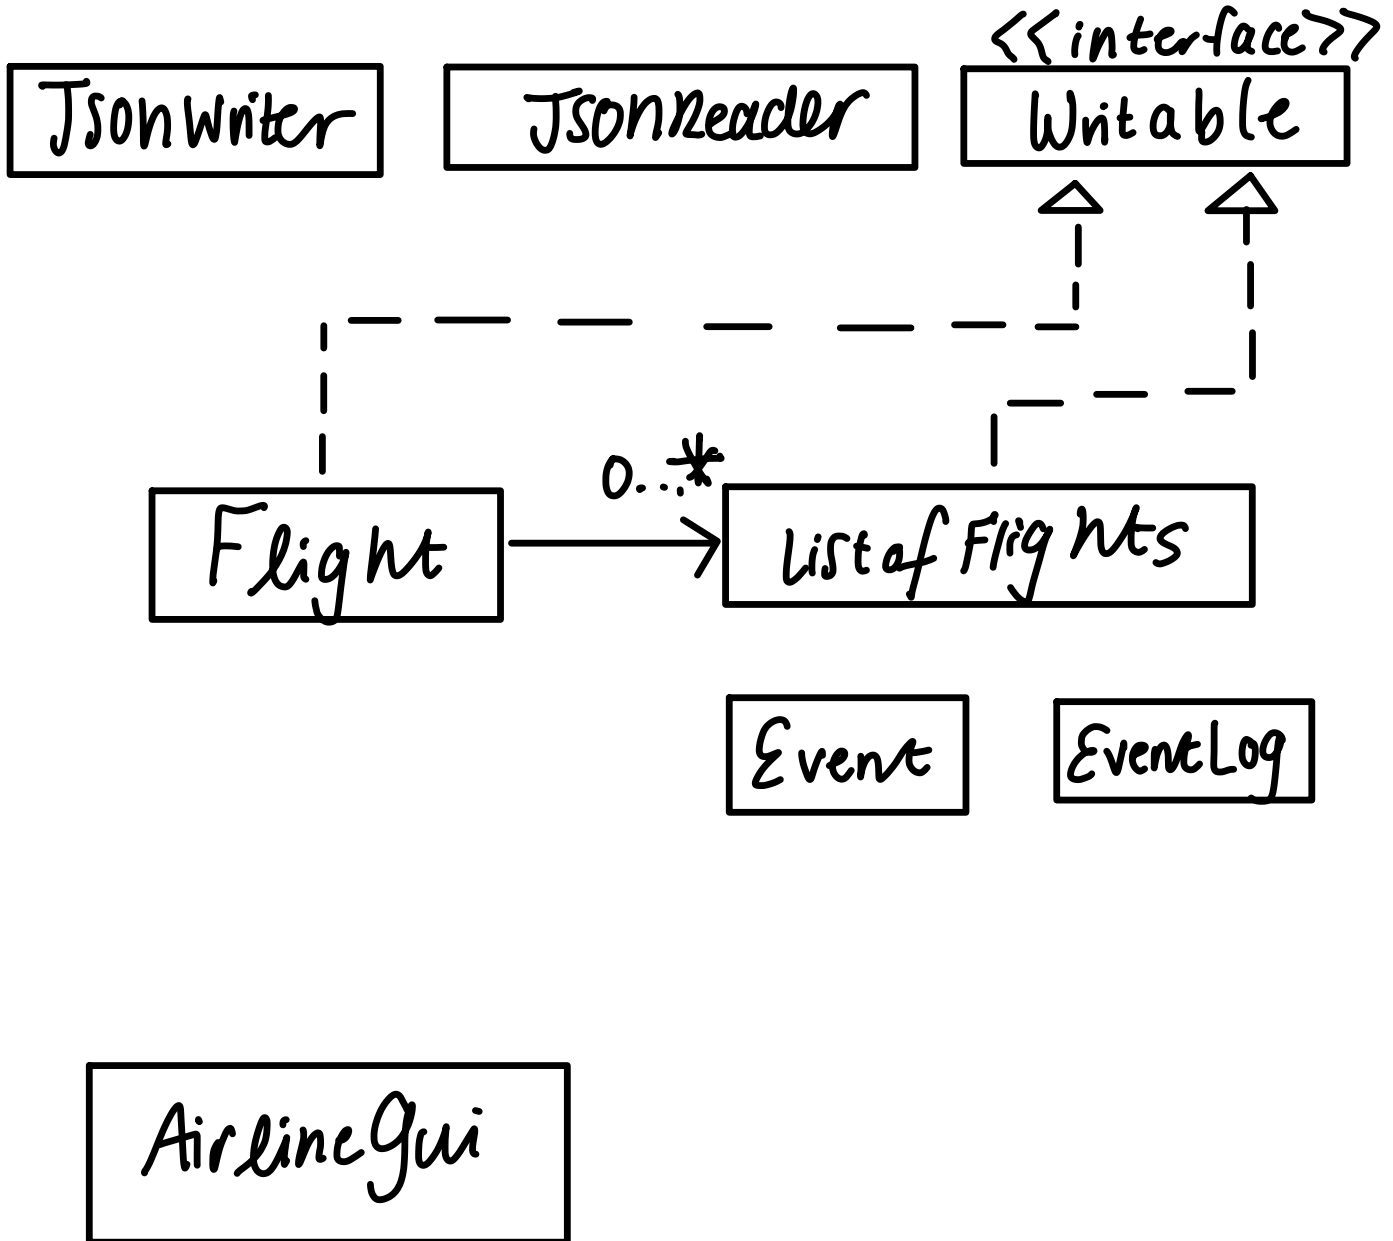 <<interface>>
JsonWriter
JsonReader
Writable
0..*
Flight
ListofFlights
Event
EventLog
AirlineGui